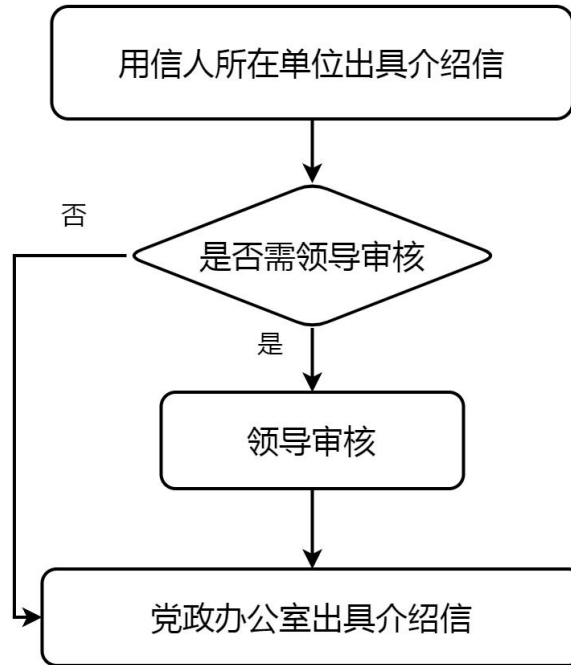 用信人所在单位出具介绍信
否
是否需领导审核
是
领导审核
党政办公室出具介绍信